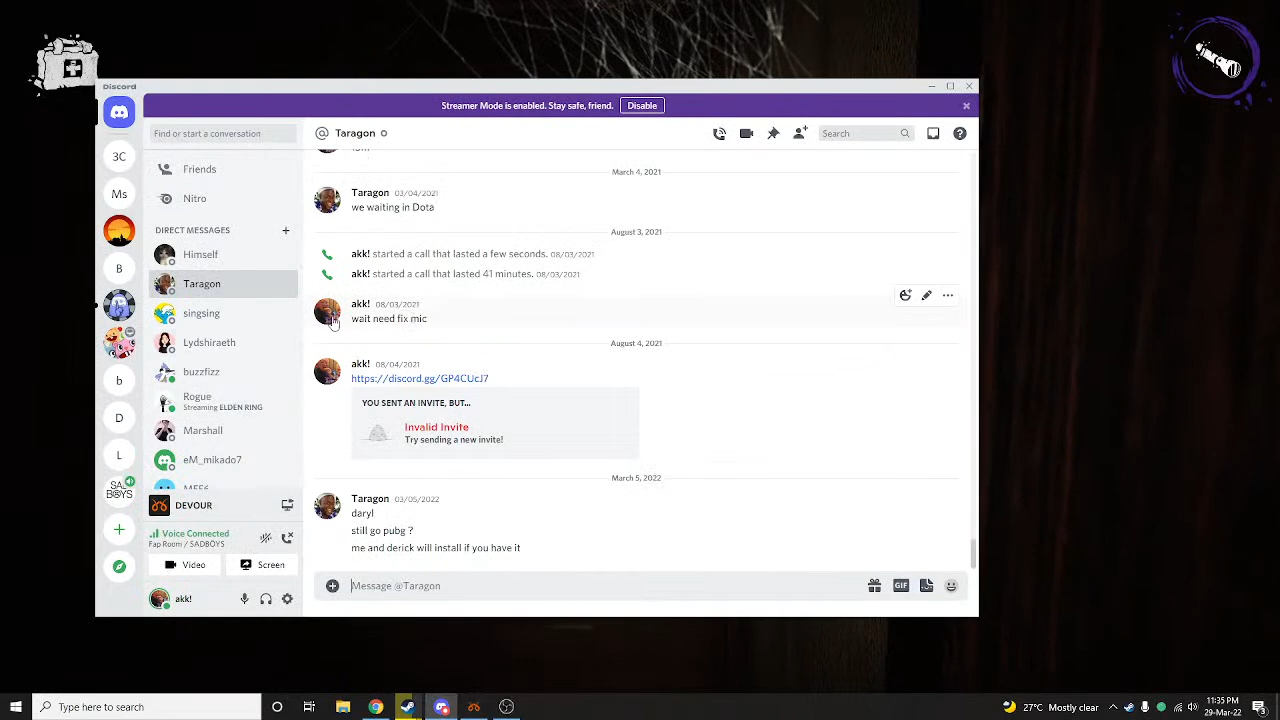 Discord
Streamer Mode is enabled. Stay safe, friend. Disable
Find or start a conversation
Taragon
Search
3C
Friends
March 4, 2021
Ms
Taragon 03/04/2021
Nitro
we waiting in Dota
DIRECT MESSAGES
August 3, 2021
Himself
akk! started a call that lasted a few seconds. 08/03/2021
B
akk! started a call that lasted 41 minutes. 08/03/2021
Taragon
akk! 08/03/2021
singsing
wait need fix mic
Lydshiraeth
August 4, 2021
akk! 08/04/2021
buzzfizz
https://discord.gg/GP4CUcJ7
b
Rogue
Streaming ELDEN RING
YOU SENT AN INVITE, BUT...
D
Marshall
Invalid Invite
Try sending a new invite!
L
eM_mikado7
March 5, 2022
SAD
BOYS
Taragon 03/05/2022
DEVOUR
daryl
still go pubg ?
Voice Connected
Fap Room / SADBOYS
me and derick will install if you have it
Video
Screen
Message @Taragon
GIF
akk!
Type here to search
27°C Mostly clear
11:35 PM
29-Mar-22